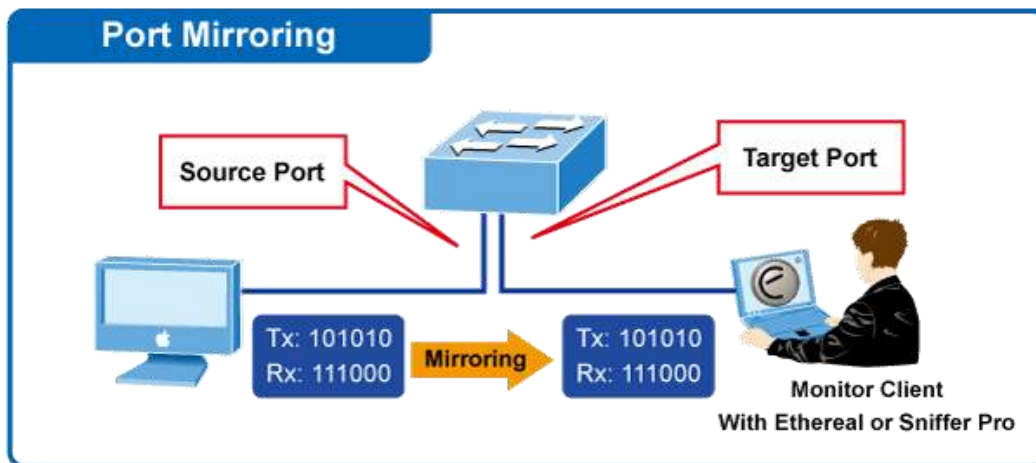 Port Mirroring
Source Port
Target Port
Tx: 101010
Rx: 111000
Mirroring
Tx: 101010
Rx: 111000
e
Monitor Client
With Ethereal or Sniffer Pro